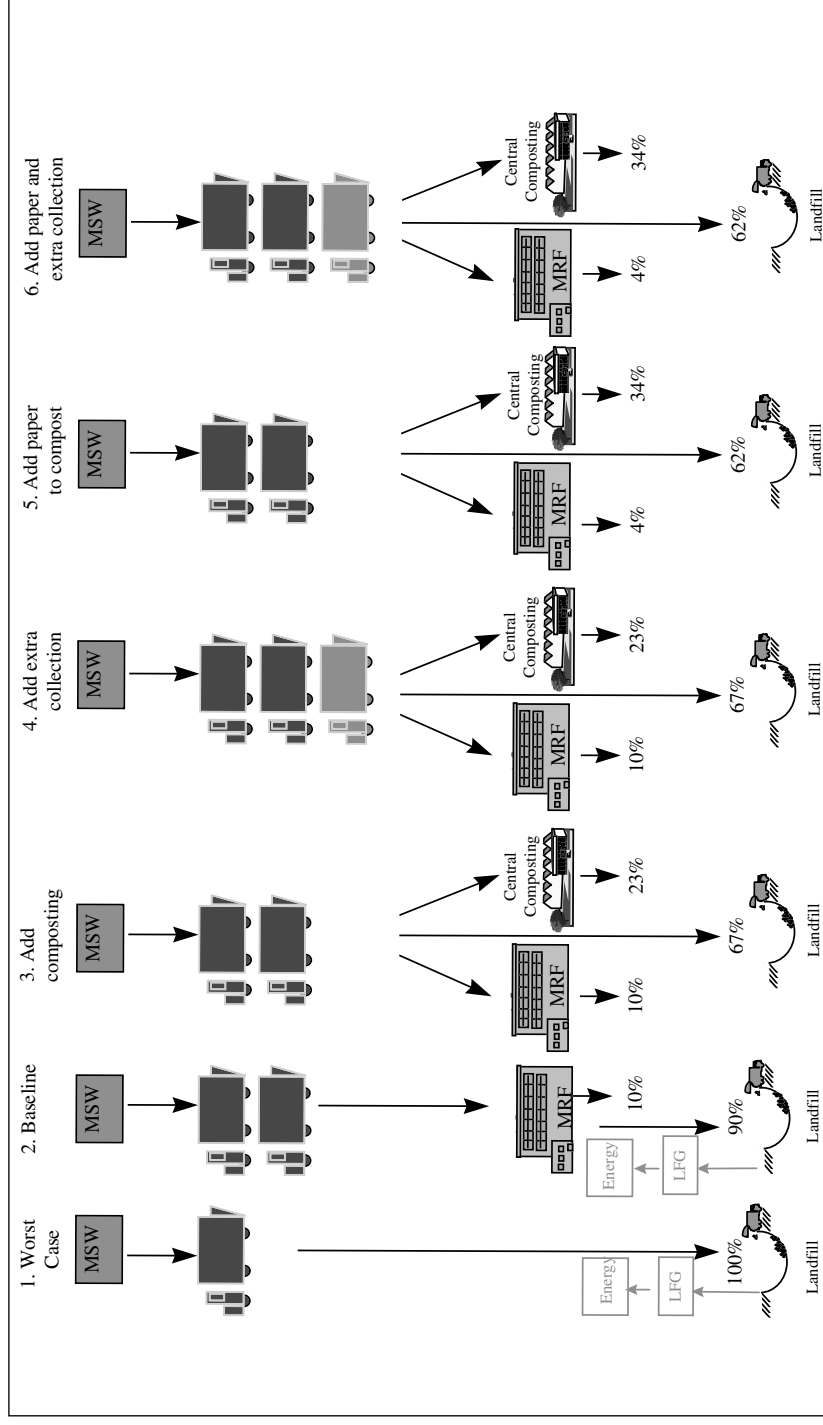 1. Worst
Case
MSW
Energy
LFG
100%
Landfill
2. Baseline
MSW
MRF
10%
Energy
LFG
90%
Landfill
3. Add
composting
MSW
Central
Composting
MRF
10%
23%
67%
Landfill
4. Add extra
collection
MSW
Central
Composting
MRF
10%
23%
67%
Landfill
5. Add paper
to compost
MSW
Central
Composting
MRF
4%
34%
62%
Landfill
6. Add paper and
extra collection
MSW
Central
Composting
MRF
4%
34%
62%
Landfill